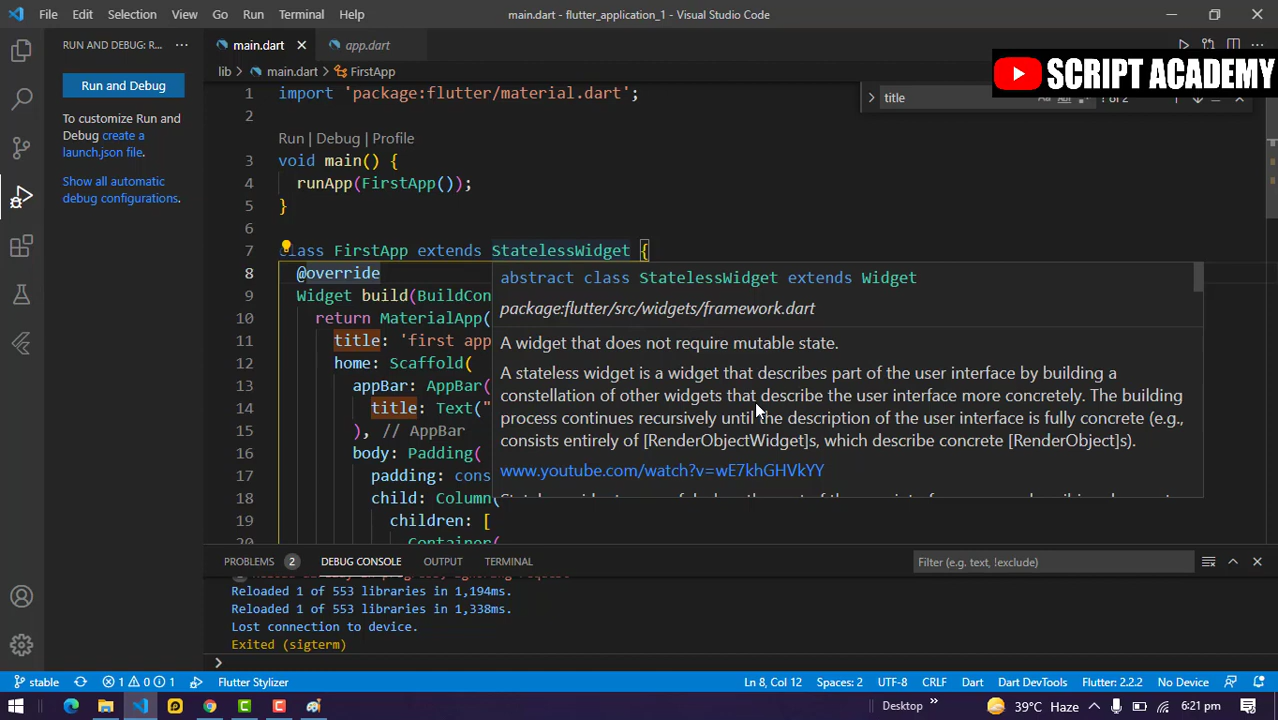 File Edit Selection View Go Run Terminal Help main.dart - flutter_application_1 - Visual Studio Code
RUN AND DEBUG: R... ···
main.dart app.dart
lib > main.dart > FirstApp
SCRIPT ACADEMY
title
of 2
Run and Debug
To customize Run and
Debug create a
launch.json file.
Show all automatic
debug configurations.
1 import 'package:flutter/material.dart';
2
Run | Debug | Profile
3 void main() {
4 runApp(FirstApp());
5 }
6
7 class FirstApp extends StatelessWidget {
8 @override
9 Widget build(BuildCon
10 return MaterialApp(
11 title: 'first app
12 home: Scaffold(
13 appBar: AppBar(
14 title: Text("
15 ), // AppBar
16 body: Padding(
17 padding: cons
18 child: Column(
19 children: [
20 Container(
abstract class StatelessWidget extends Widget
package:flutter/src/widgets/framework.dart
A widget that does not require mutable state.
A stateless widget is a widget that describes part of the user interface by building a
constellation of other widgets that describe the user interface more concretely. The building
process continues recursively until the description of the user interface is fully concrete (e.g.,
consists entirely of [RenderObjectWidget]s, which describe concrete [RenderObject]s).
www.youtube.com/watch?v=wE7khGHVkYY
PROBLEMS 2 DEBUG CONSOLE OUTPUT TERMINAL Filter (e.g. text, !exclude)
Reloaded 1 of 553 libraries in 1,194ms.
Reloaded 1 of 553 libraries in 1,338ms.
Lost connection to device.
Exited (sigterm)
>
stable 1 0 1 Flutter Stylizer Ln 8, Col 12 Spaces: 2 UTF-8 CRLF Dart Dart DevTools Flutter: 2.2.2 No Device
Desktop » 39°C Haze 6:21 pm